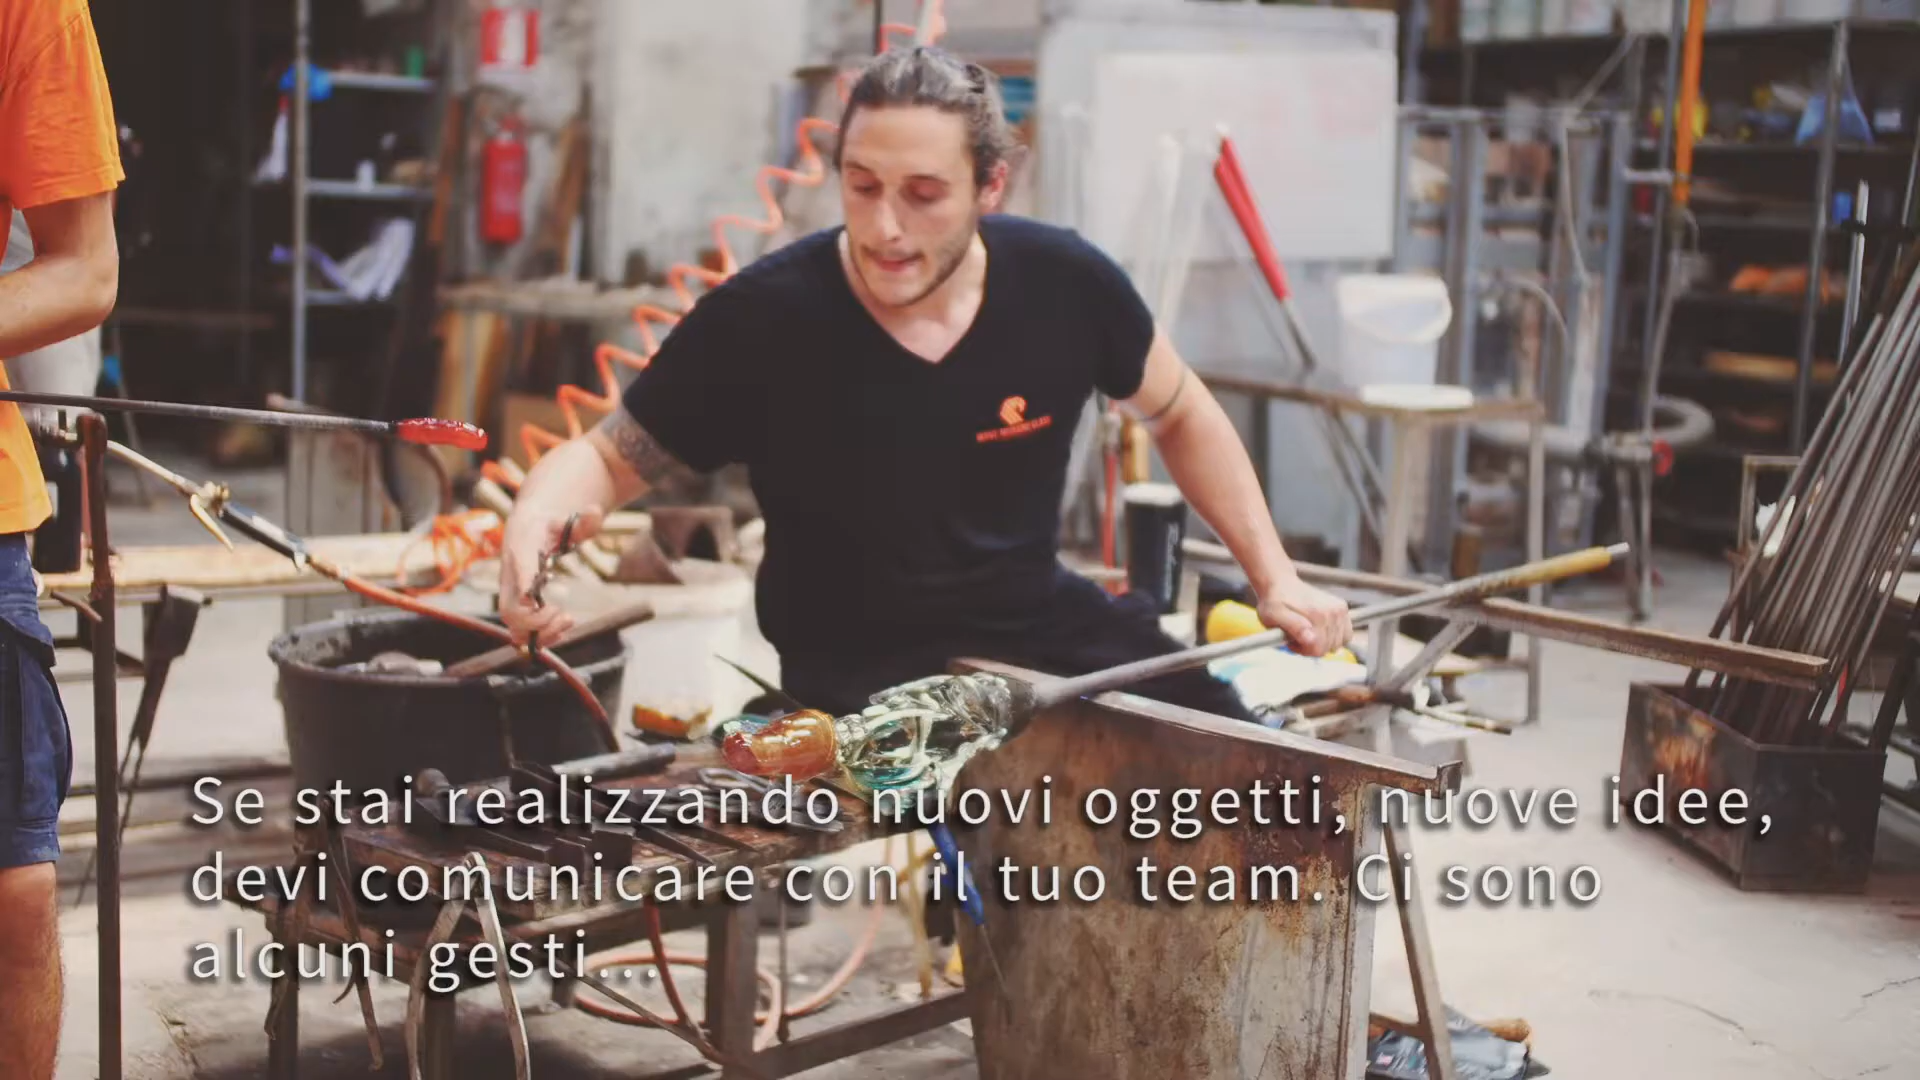 Se stai realizzando nuovi oggetti, nuove idee,
devi comunicare con il tuo team. Ci sono
alcuni gesti...